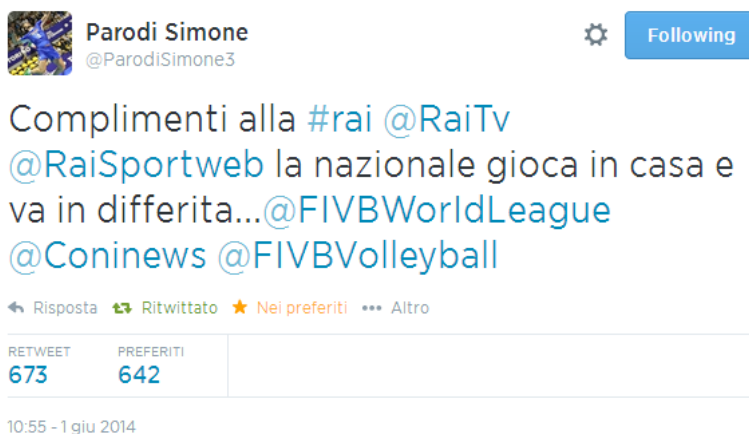 Parodi Simone
@ParodiSimone3
Following
Complimenti alla #rai @RaiTv
@RaiSportweb la nazionale gioca in casa e
va in differita...@FIVBWorldLeague
@Coninews @FIVBVolleyball
Risposta Ritwittato Nei preferiti ••• Altro
RETWEET PREFERITI
673 642
10:55 - 1 giu 2014